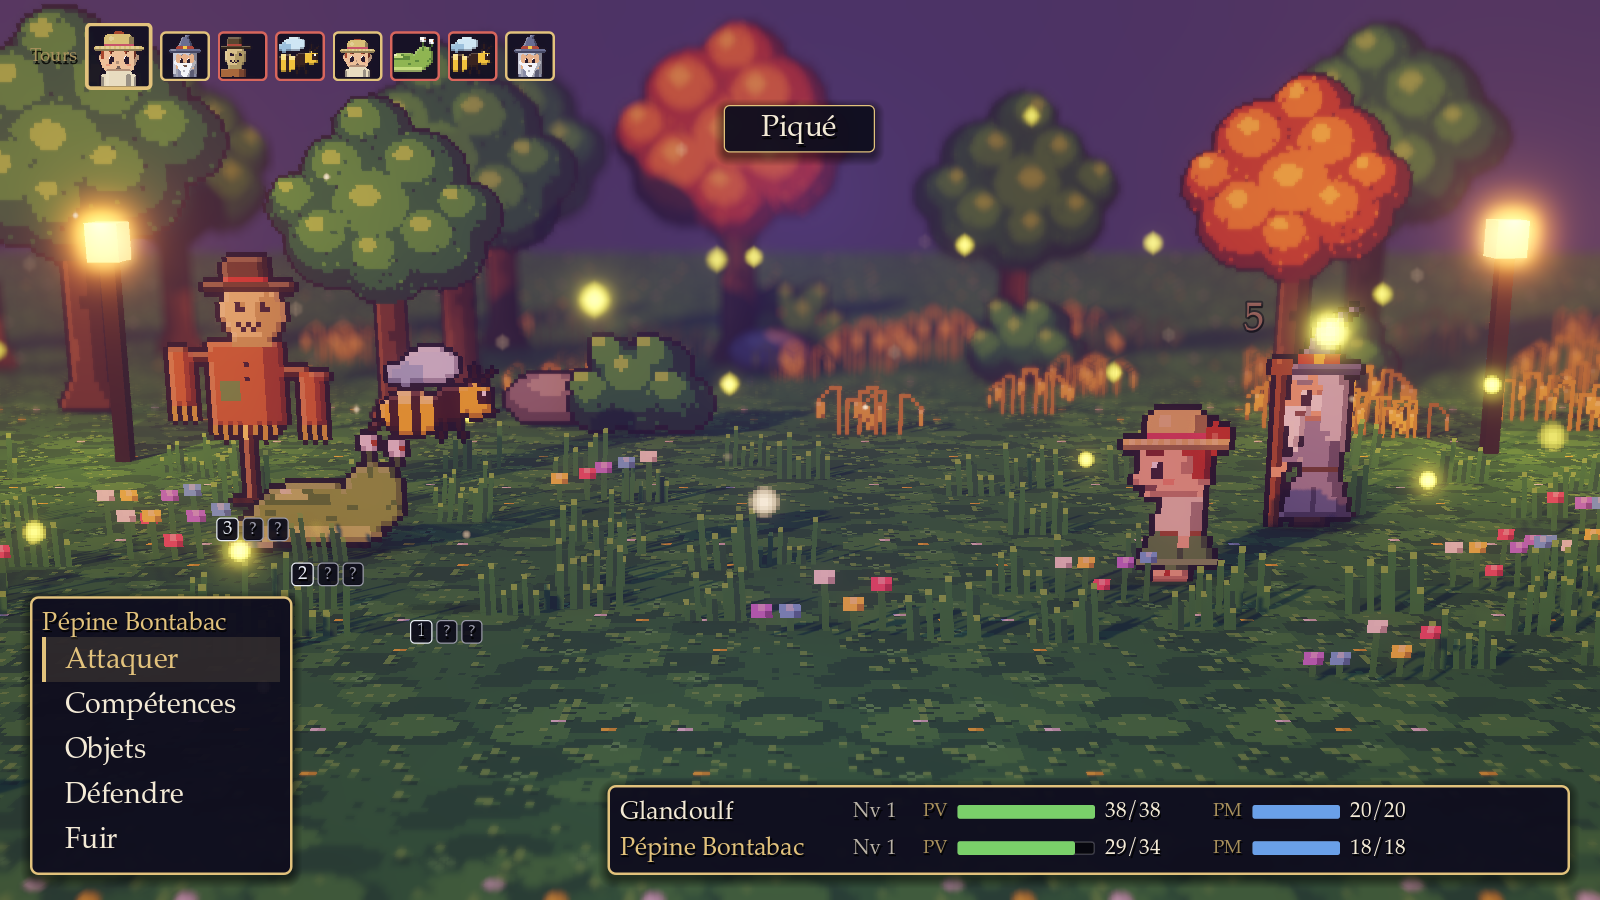 Tours
Piqué
5
3 ? ?
2 ? ?
1 ? ?
Pépine Bontabac
Attaquer
Compétences
Objets
Défendre
Fuir
Glandoulf Nv 1 PV 38/38 PM 20/20
Pépine Bontabac Nv 1 PV 29/34 PM 18/18